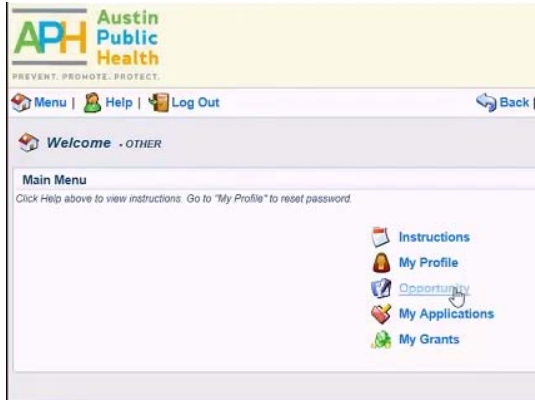 APH Austin
Public
Health
PREVENT. PROMOTE. PROTECT.
Menu | Help | Log Out Back |
Welcome - OTHER
Main Menu
Click Help above to view instructions. Go to "My Profile" to reset password.
Instructions
My Profile
Opportunity
My Applications
My Grants